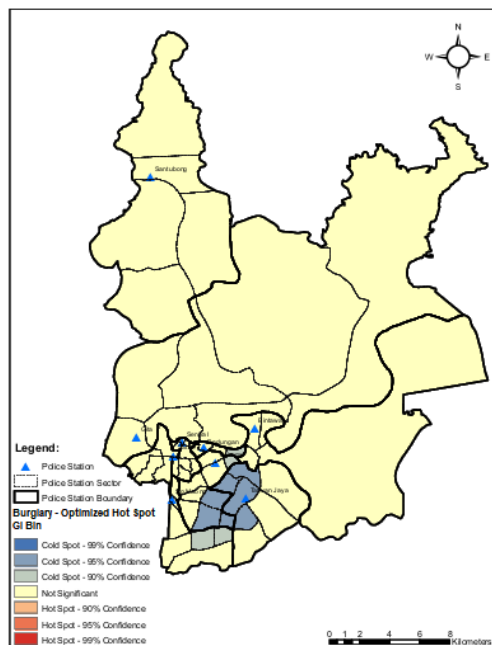 N
W E
S
Santubong
Gita
Bintawa
Legend:
Police Station
Police Station Sector
Police Station Boundary
Burglary - Optimized Hot Spot
Gi Bin
Cold Spot - 99% Confidence
Cold Spot - 95% Confidence
Cold Spot - 90% Confidence
Not Significant
Hot Spot - 90% Confidence
Hot Spot - 95% Confidence
Hot Spot - 99% Confidence
0 1 2 4 6 8
Kilometers